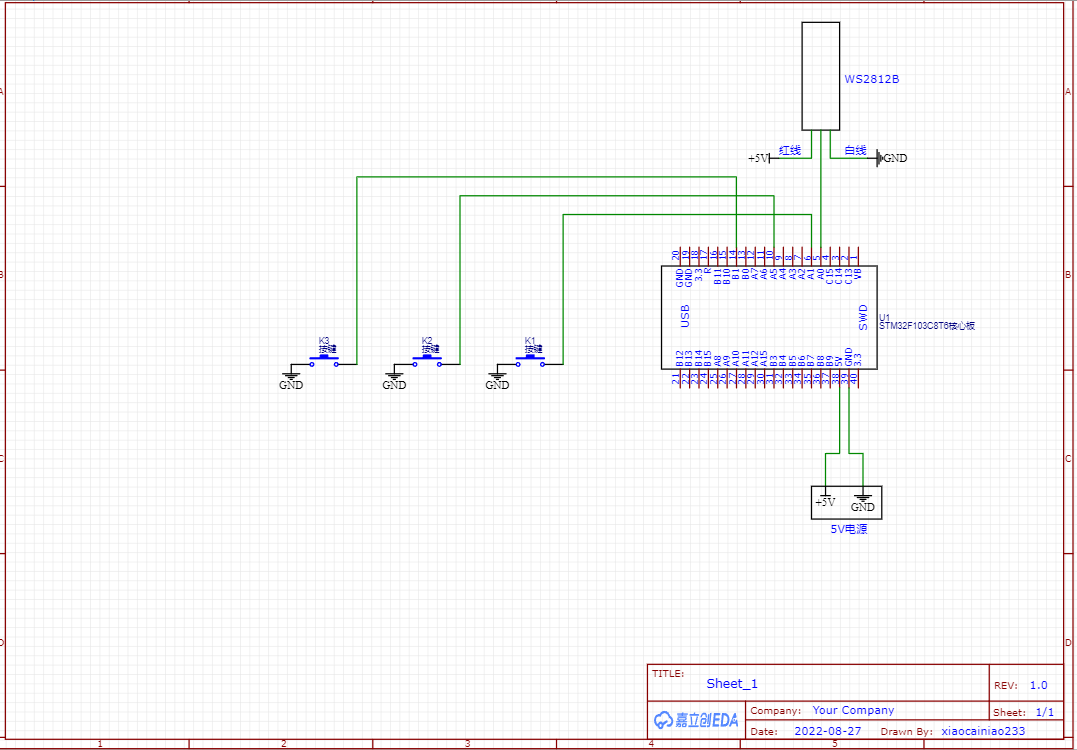 A
A
WS2812B
红线
白线
+5V
GND
20 19 18 17 16 15 14 13 12 11 10 9 8 7 6 5 4 3 2 1
GND GND 3.3 R B11 B10 B1 B0 A7 A6 A5 A4 A3 A2 A1 A0 C15 C14 C13 VB
B
B
USB
SWD
U1
STM32F103C8T6核心板
K3
按键
K2
按键
K1
按键
GND
GND
GND
B12 B13 B14 B15 A8 A9 A10 A11 A12 A15 B3 B4 B5 B6 B7 B8 B9 5V GND 3.3
21 22 23 24 25 26 27 28 29 30 31 32 33 34 35 36 37 38 39 40
C
C
+5V
GND
5V电源
D
D
TITLE:
Sheet_1
REV: 1.0
嘉立创EDA
Company: Your Company
Sheet: 1/1
Date: 2022-08-27
Drawn By: xiaocainiao233
1 2 3 4 5